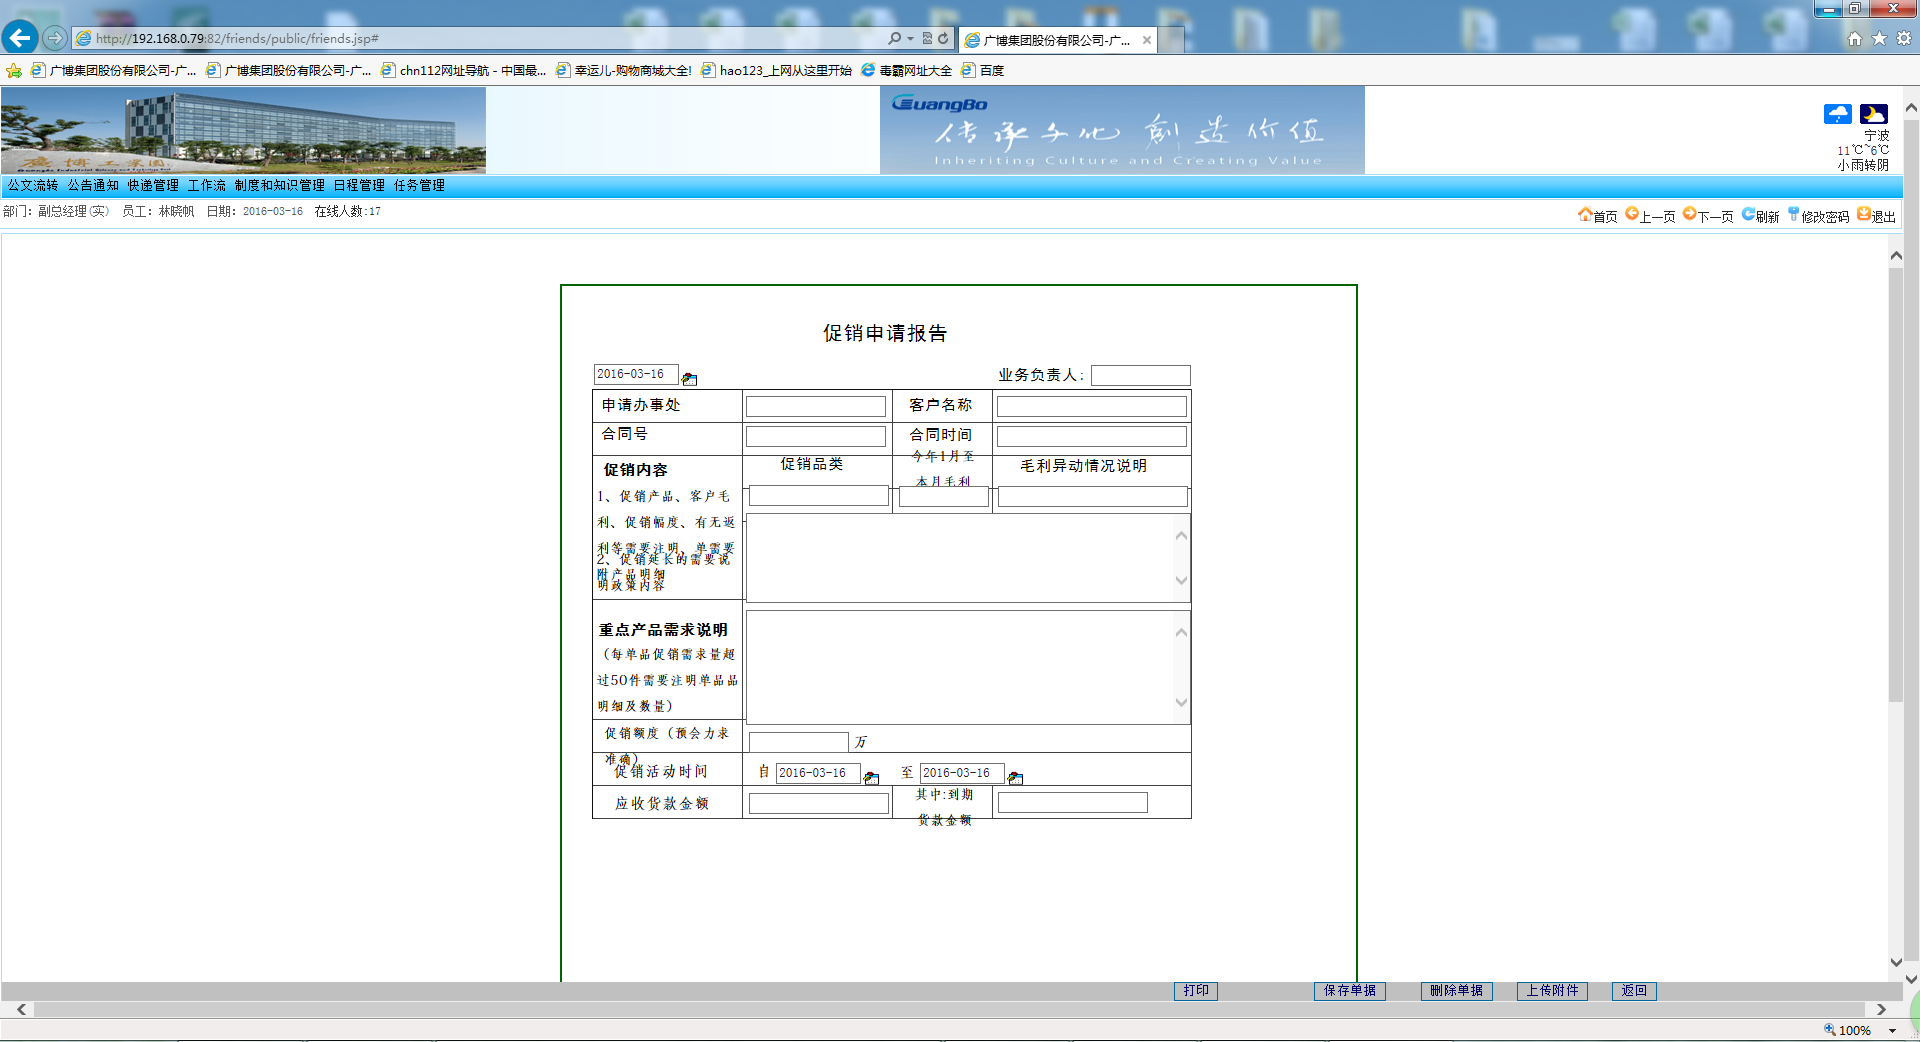 http://192.168.0.79:82/friends/public/friends.jsp#
广博集团股份有限公司-广...
广博集团股份有限公司-广... 广博集团股份有限公司-广... chn112网址导航 - 中国最... 幸运儿-购物商城大全! hao123_上网从这里开始 毒霸网址大全 百度
广博工业园
GuangBo
传承文化 创造价值
Inheriting Culture and Creating Value
宁波
11℃~6℃
小雨转阴
公文流转 公告通知 快递管理 工作流 制度和知识管理 日程管理 任务管理
部门：副总经理(实) 员工：林晓帆 日期：2016-03-16 在线人数:17
首页 上一页 下一页 刷新 修改密码 退出
促销申请报告
2016-03-16 业务负责人：
申请办事处 客户名称
合同号 合同时间
促销内容 促销品类 今年1月至本月毛利 毛利异动情况说明
1、促销产品、客户毛
利、促销幅度、有无返
利等需要注明、单需要
附产品明细
2、促销延长的需要说
明政策内容
重点产品需求说明
（每单品促销需求量超
过50件需要注明单品品
明细及数量）
促销额度（预会力求
准确） 万
促销活动时间 自 2016-03-16 至 2016-03-16
应收货款金额 其中:到期
货款金额
打印 保存单据 删除单据 上传附件 返回
100%